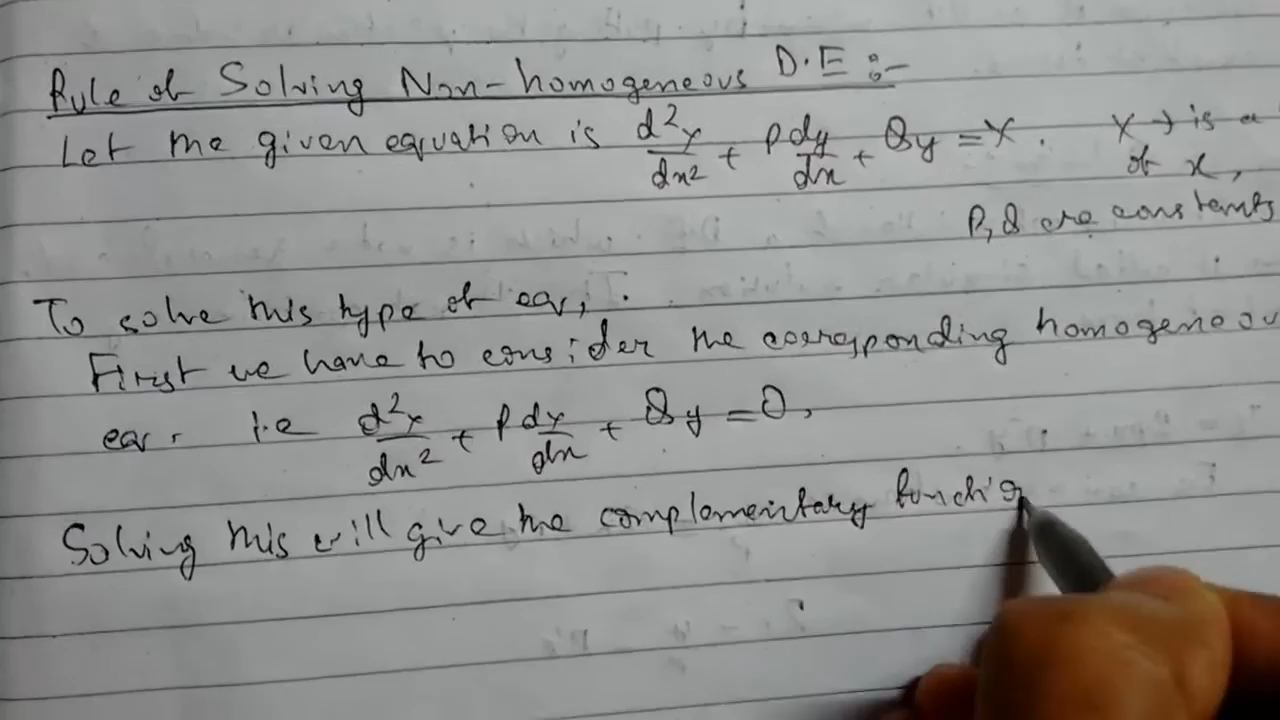 Rule of Solving Non-homogeneous D.E :-
Let the given equation is d²y/dx² + P dy/dx + Qy = X . X → is a
of x,
P, Q are constants
To solve this type of eqn, .
First we have to consider the corresponding homogeneou
eqn. i.e d²y/dx² + P dy/dx + Qy = 0,
Solving this will give the complementary functio